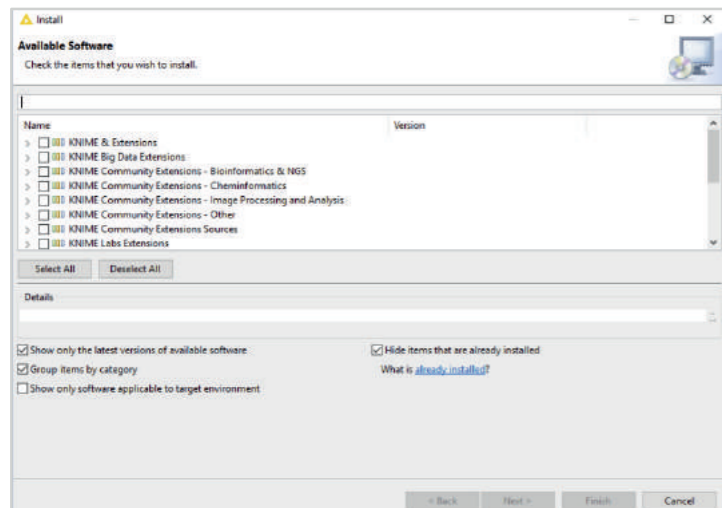 Install
Available Software
Check the items that you wish to install.
Name Version
KNIME & Extensions
KNIME Big Data Extensions
KNIME Community Extensions - Bioinformatics & NGS
KNIME Community Extensions - Cheminformatics
KNIME Community Extensions - Image Processing and Analysis
KNIME Community Extensions - Other
KNIME Community Extensions Sources
KNIME Labs Extensions
Select All Deselect All
Details
Show only the latest versions of available software Hide items that are already installed
Group items by category What is already installed?
Show only software applicable to target environment
< Back Next > Finish Cancel